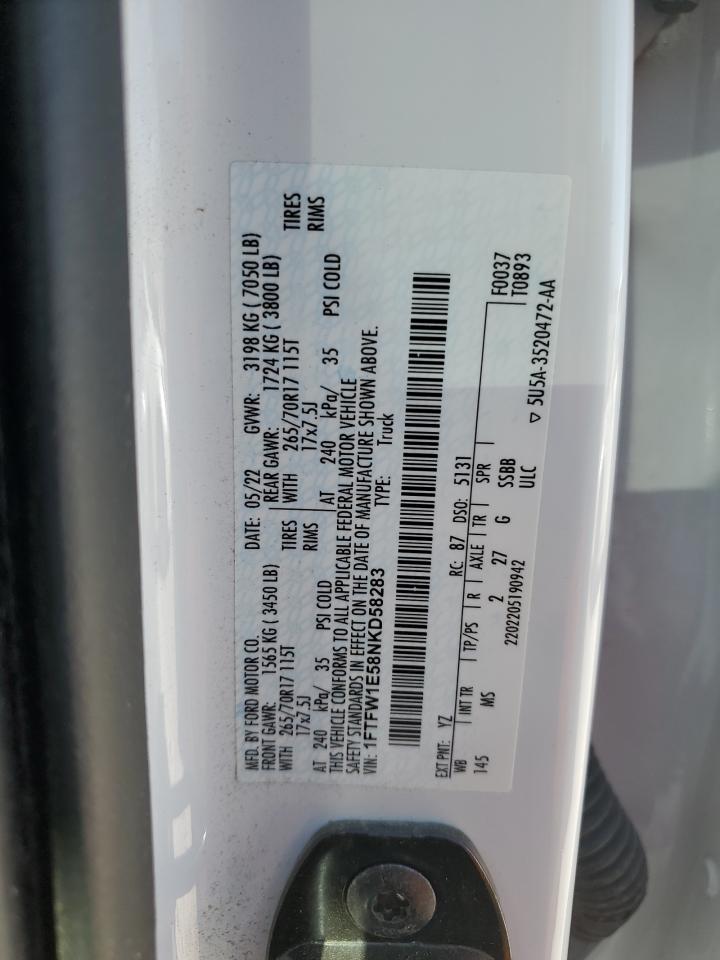 MFD. BY FORD MOTOR CO.
DATE: 05/22 GVWR: 3198 KG ( 7050 LB)
FRONT GAWR: 1565 KG ( 3450 LB) REAR GAWR: 1724 KG ( 3800 LB)
WITH 265/70R17 115T TIRES WITH 265/70R17 115T TIRES
17x7.5J RIMS 17x7.5J RIMS
AT 240 kPa/ 35 PSI COLD AT 240 kPa/ 35 PSI COLD
THIS VEHICLE CONFORMS TO ALL APPLICABLE FEDERAL MOTOR VEHICLE
SAFETY STANDARDS IN EFFECT ON THE DATE OF MANUFACTURE SHOWN ABOVE.
VIN: 1FTFW1E58NKD58283 TYPE: Truck
EXT PNT: YZ RC: 87 DSO: 5131
WB INT TR TP/PS R AXLE TR SPR
145 MS 2 27 G SSBB
2202205190942 ULC
F0037
T0893
▽ 5U5A-3520472-AA